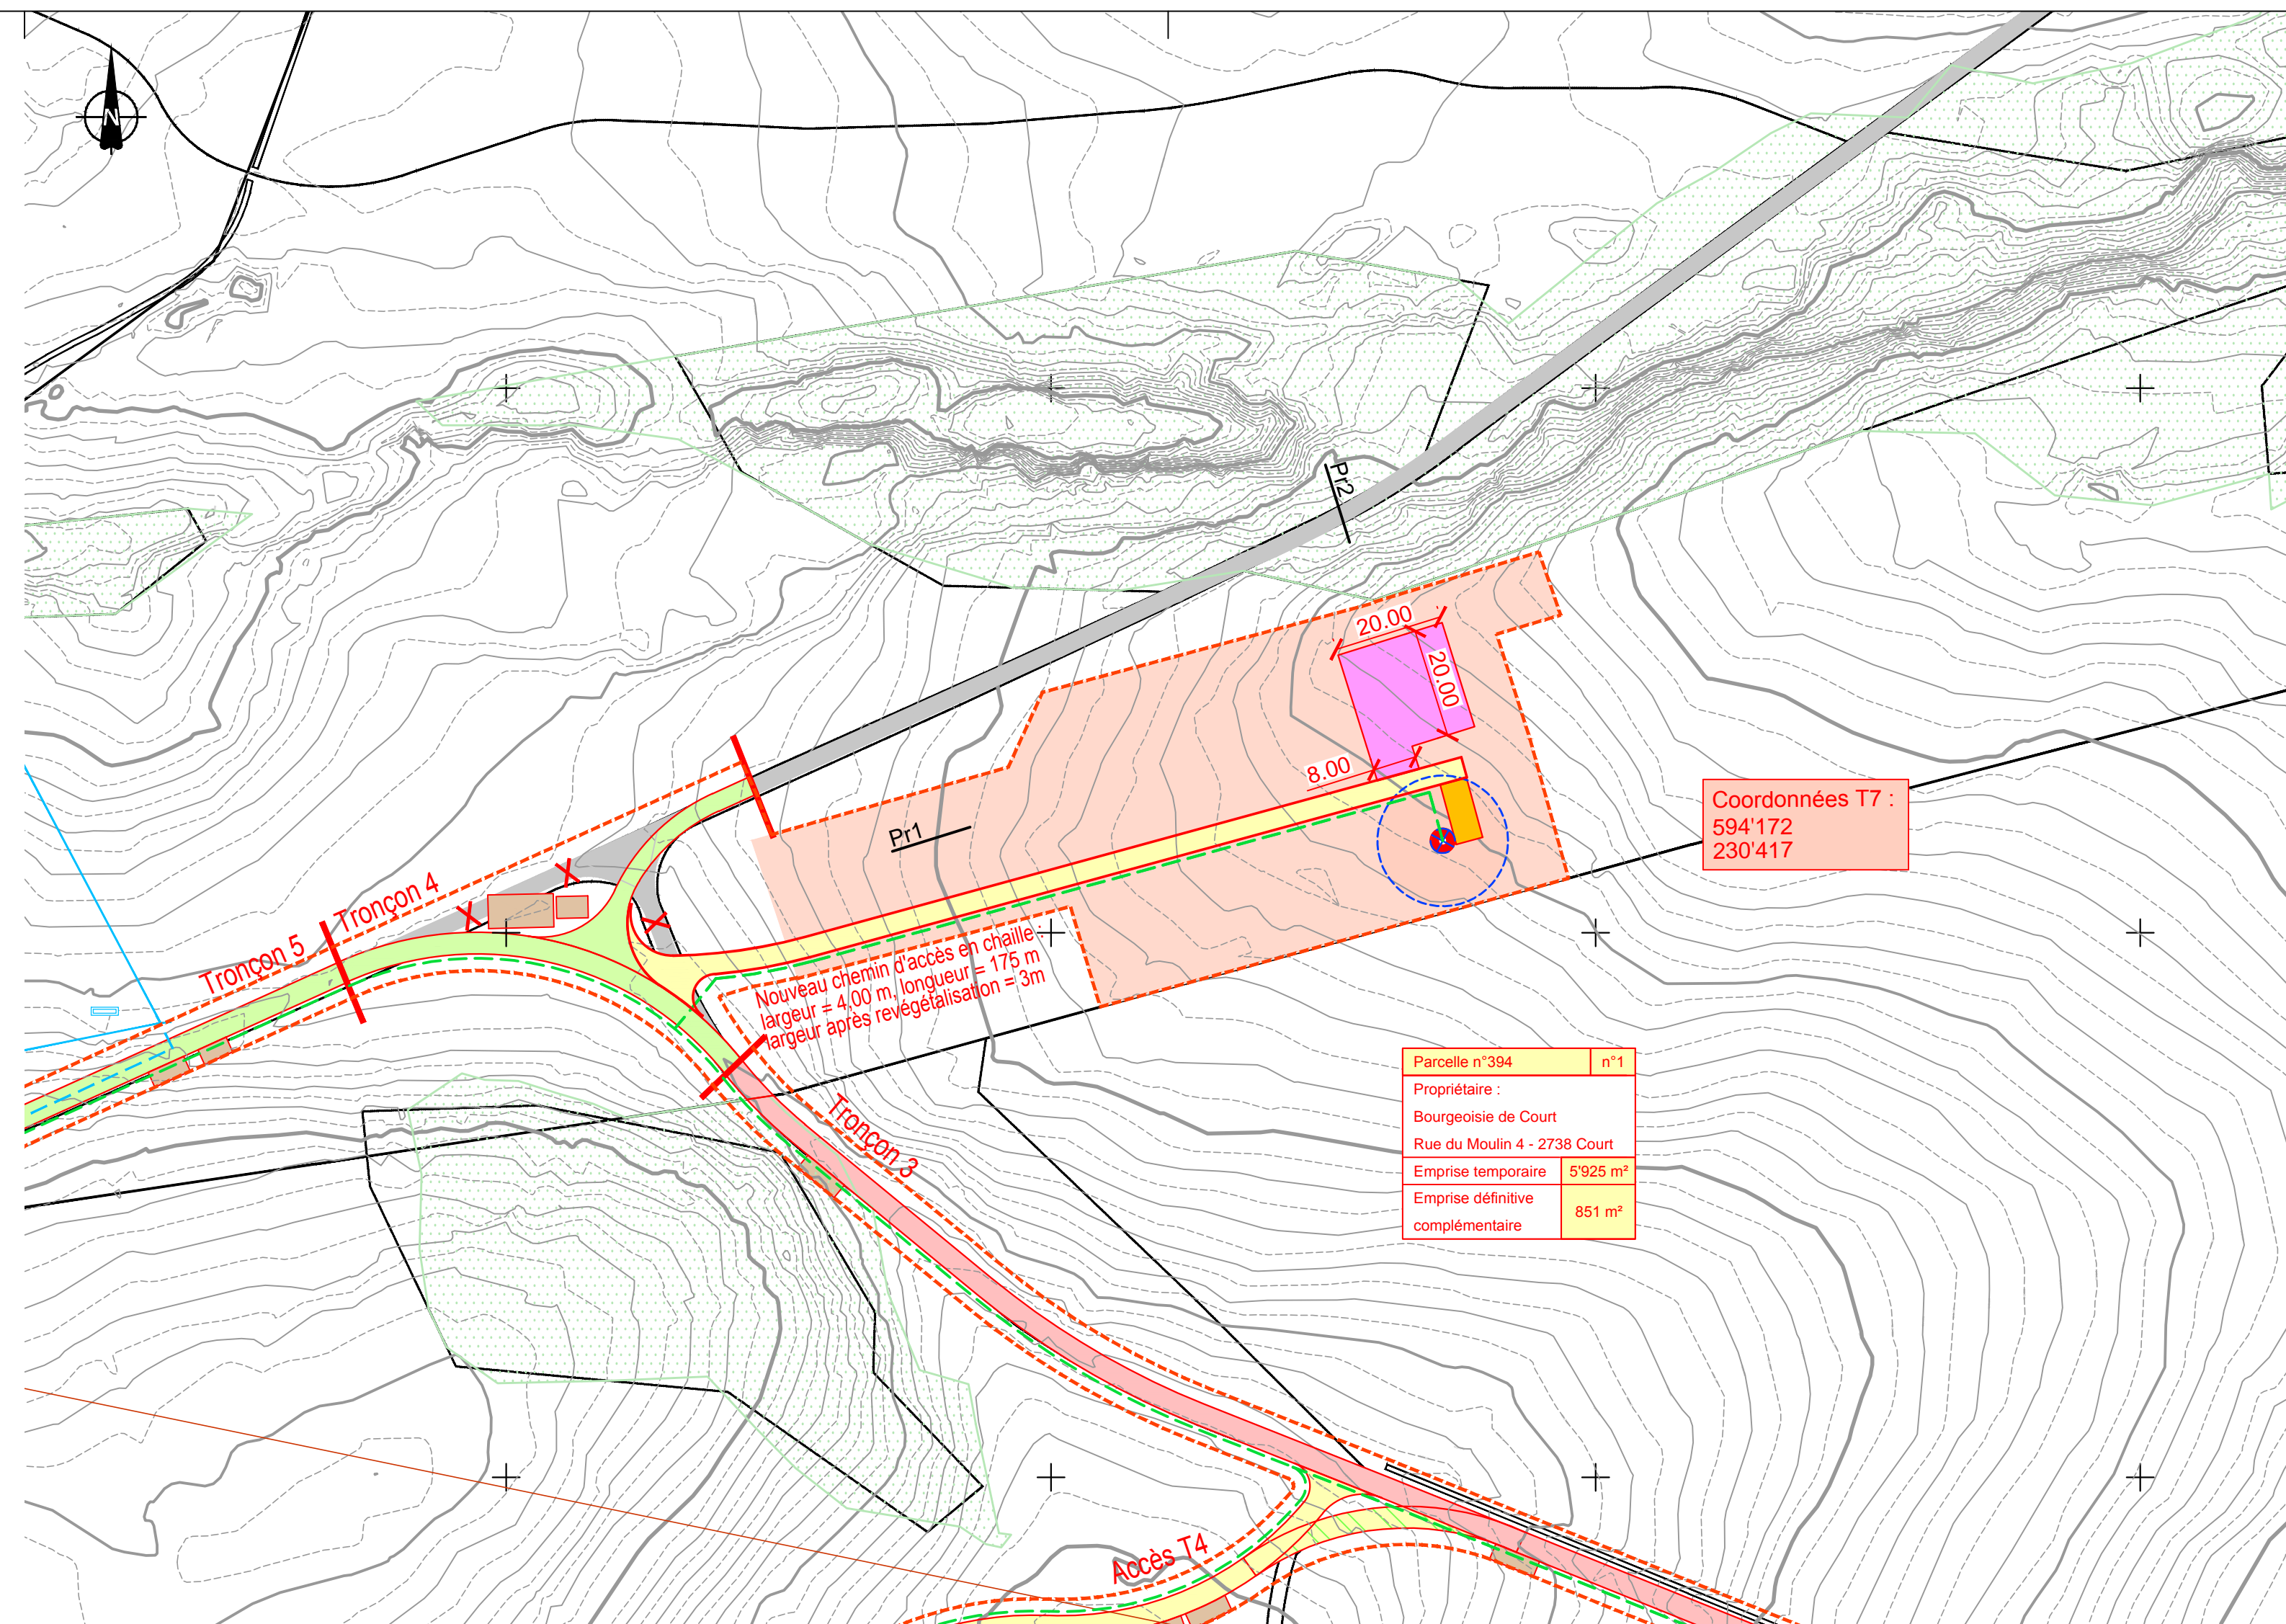 N
Pr2
20.00
20.00
8.00
Coordonnées T7 :
594'172
230'417
Pr1
Tronçon 4
Tronçon 5
Nouveau chemin d'accès en chaille :
largeur = 4,00 m, longueur = 175 m
largeur après revégétalisation = 3m
Parcelle n°394 n°1
Propriétaire :
Bourgeoisie de Court
Rue du Moulin 4 - 2738 Court
Emprise temporaire 5'925 m²
Emprise définitive
complémentaire 851 m²
Tronçon 3
Accès T4